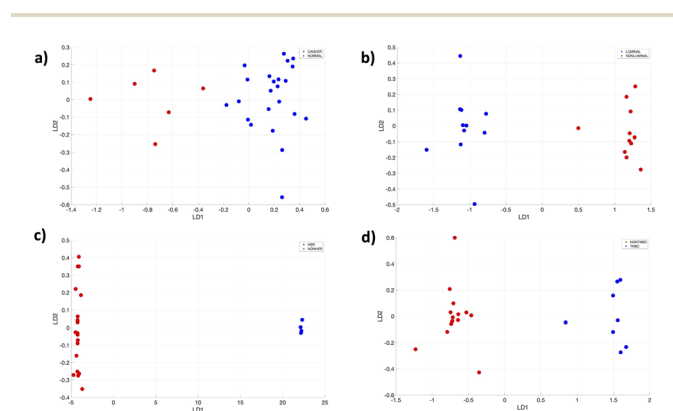 a)
CANCER
NORMAL
0.3
0.2
0.1
0
-0.1
-0.2
-0.3
-0.4
-0.5
-0.6
LD2
-1.4 -1.2 -1 -0.8 -0.6 -0.4 -0.2 0 0.2 0.4 0.6
LD1
b)
LUMINAL
NONLUMINAL
0.5
0.4
0.3
0.2
0.1
0
-0.1
-0.2
-0.3
-0.4
-0.5
LD2
-2 -1.5 -1 -0.5 0 0.5 1 1.5
LD1
c)
HER
NONHER
0.5
0.4
0.3
0.2
0.1
0
-0.1
-0.2
-0.3
-0.4
LD2
-5 0 5 10 15 20 25
LD1
d)
NONTNBC
TNBC
0.6
0.4
0.2
0
-0.2
-0.4
-0.6
LD2
-1.5 -1 -0.5 0 0.5 1 1.5 2
LD1